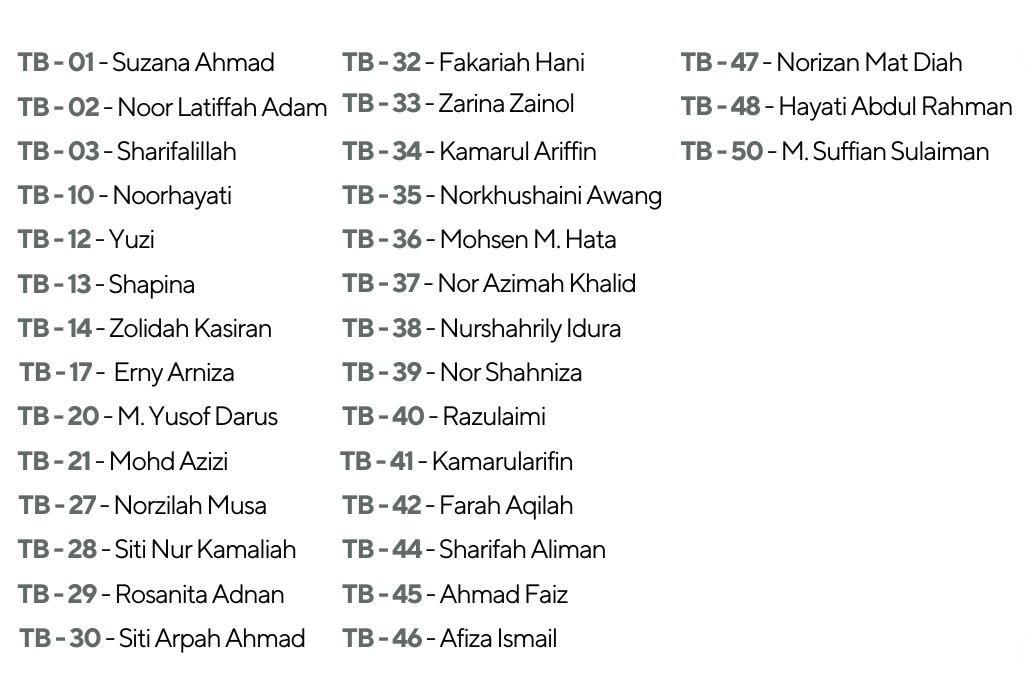 TB - 01 - Suzana Ahmad
TB - 02 - Noor Latiffah Adam
TB - 03 - Sharifalillah
TB - 10 - Noorhayati
TB - 12 - Yuzi
TB - 13 - Shapina
TB - 14 - Zolidah Kasiran
TB - 17 - Erny Arniza
TB - 20 - M. Yusof Darus
TB - 21 - Mohd Azizi
TB - 27 - Norzilah Musa
TB - 28 - Siti Nur Kamaliah
TB - 29 - Rosanita Adnan
TB - 30 - Siti Arpah Ahmad
TB - 32 - Fakariah Hani
TB - 33 - Zarina Zainol
TB - 34 - Kamarul Ariffin
TB - 35 - Norkhushaini Awang
TB - 36 - Mohsen M. Hata
TB - 37 - Nor Azimah Khalid
TB - 38 - Nurshahrily Idura
TB - 39 - Nor Shahniza
TB - 40 - Razulaimi
TB - 41 - Kamarularifin
TB - 42 - Farah Aqilah
TB - 44 - Sharifah Aliman
TB - 45 - Ahmad Faiz
TB - 46 - Afiza Ismail
TB - 47 - Norizan Mat Diah
TB - 48 - Hayati Abdul Rahman
TB - 50 - M. Suffian Sulaiman